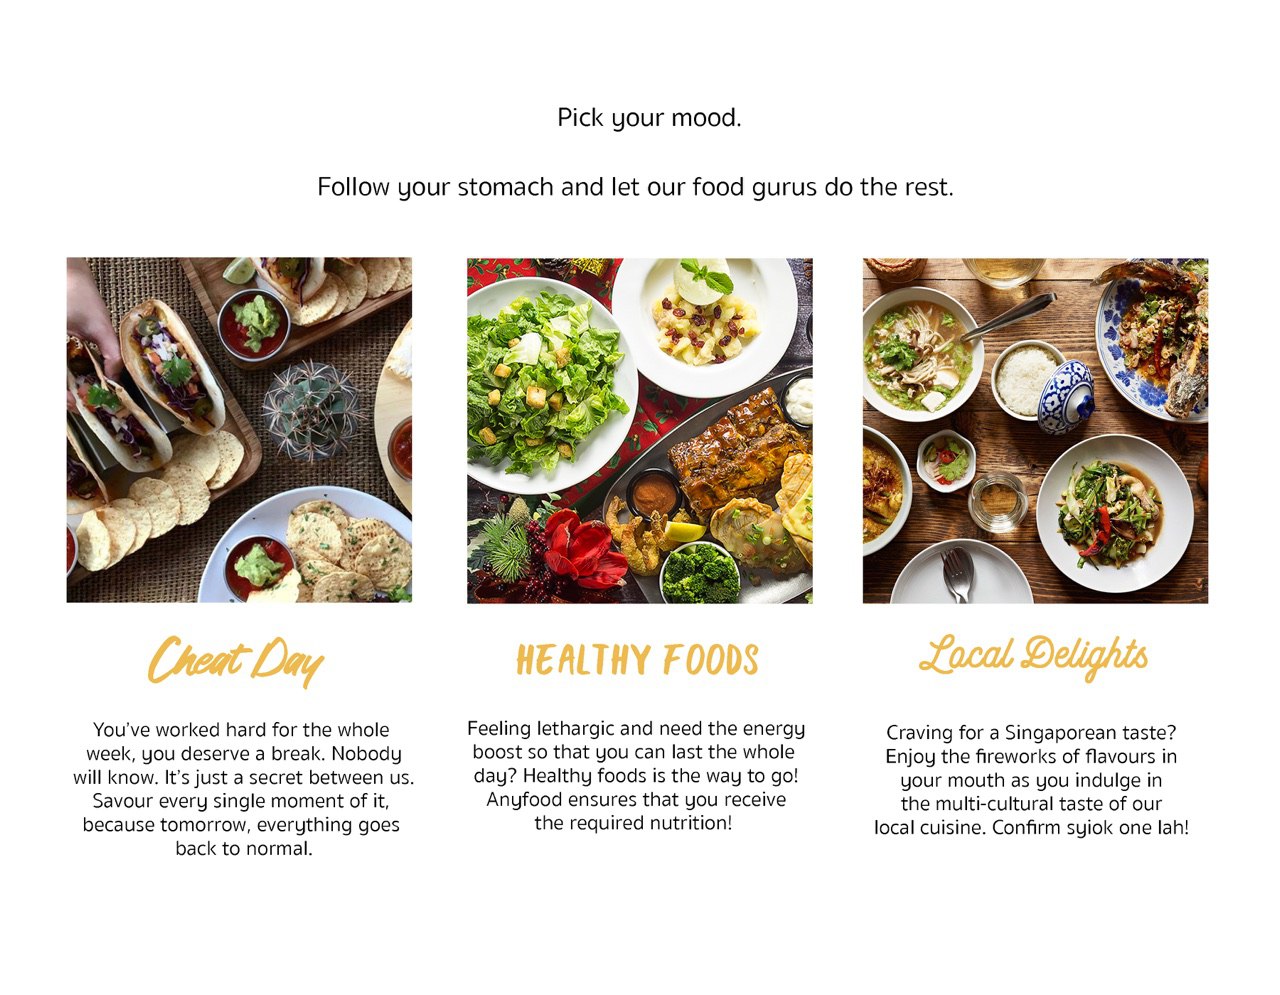 Pick your mood.
Follow your stomach and let our food gurus do the rest.
Cheat Day
You've worked hard for the whole
week, you deserve a break. Nobody
will know. It's just a secret between us.
Savour every single moment of it,
because tomorrow, everything goes
back to normal.
HEALTHY FOODS
Feeling lethargic and need the energy
boost so that you can last the whole
day? Healthy foods is the way to go!
Anyfood ensures that you receive
the required nutrition!
Local Delights
Craving for a Singaporean taste?
Enjoy the fireworks of flavours in
your mouth as you indulge in
the multi-cultural taste of our
local cuisine. Confirm syiok one lah!